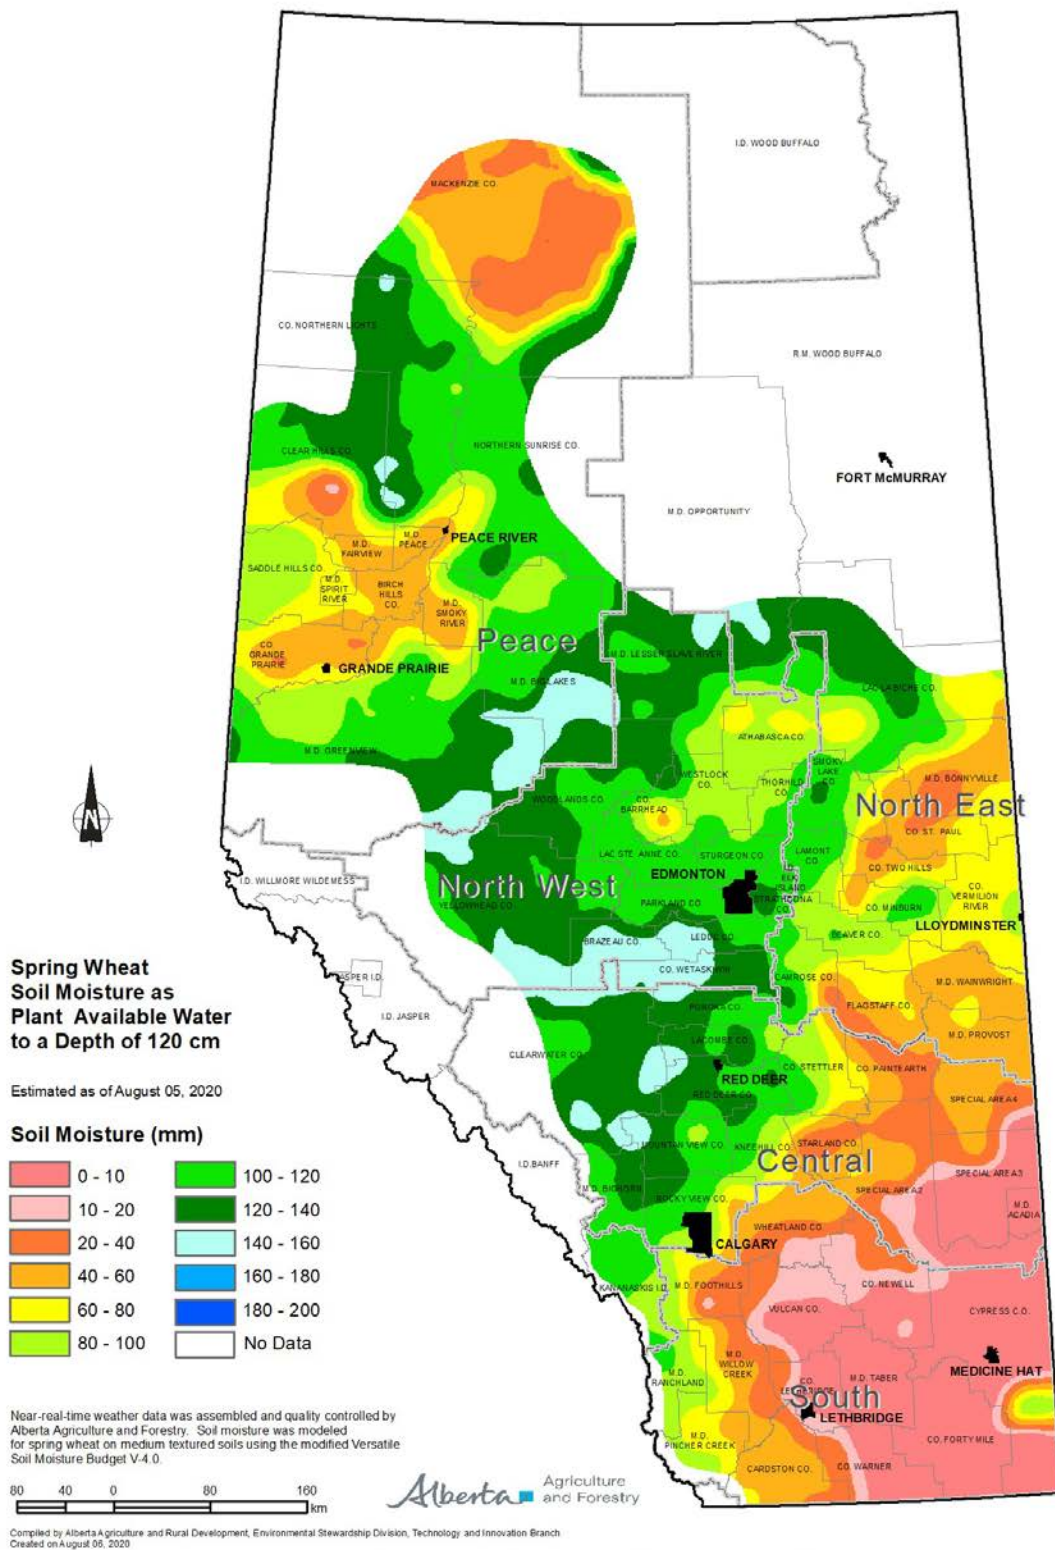 I.D. WOOD BUFFALO
MACKENZIE CO.
CO. NORTHERN LIGHTS
R.M. WOOD BUFFALO
CLEAR HILLS CO.
NORTHERN SUNRISE CO.
FORT McMURRAY
M.D. OPPORTUNITY
PEACE RIVER
M.D.
PEACE
M.D.
FAIRVIEW
SADDLE HILLS CO.
M.D.
SPIRIT
RIVER
BIRCH
HILLS
CO.
M.D.
SMOKY
RIVER
Peace
CO.
GRANDE
PRAIRIE
GRANDE PRAIRIE
M.D. LESSER SLAVE RIVER
M.D. BIG LAKES
LAC LA BICHE CO.
M.D. GREENVIEW
ATHABASCA CO.
WESTLOCK
CO.
THORHILD
CO.
SMOKY
LAKE
CO.
M.D. BONNYVILLE
WOODLANDS CO.
CO.
BARRHEAD
North East
CO. ST. PAUL
LAC STE. ANNE CO.
STURGEON CO.
LAMONT
CO.
CO. TWO HILLS
I.D. WILLMORE WILDERNESS
North West
EDMONTON
ELK
ISLAND
STRATHCONA
CO.
CO.
VERMILION
RIVER
YELLOWHEAD CO.
PARKLAND CO.
CO. MINBURN
LLOYDMINSTER
BRAZEAU CO.
LEDUC CO.
BEAVER CO.
CO. WETASKIWIN
CAMROSE CO.
M.D. WAINWRIGHT
JASPER I.D.
I.D. JASPER
PONOKA CO.
FLAGSTAFF CO.
M.D. PROVOST
Spring Wheat
Soil Moisture as
Plant Available Water
to a Depth of 120 cm
CLEARWATER CO.
LACOMBE CO.
RED DEER
CO. STETTLER
CO. PAINTEARTH
Estimated as of August 05, 2020
RED DEER CO.
SPECIAL AREA 4
Soil Moisture (mm)
0 - 10
10 - 20
20 - 40
40 - 60
60 - 80
80 - 100
100 - 120
120 - 140
140 - 160
160 - 180
180 - 200
No Data
MOUNTAIN VIEW CO.
KNEEHILL CO.
STARLAND CO.
Central
I.D. BANFF
SPECIAL AREA 3
M.D. BIGHORN
SPECIAL AREA 2
M.D.
ACADIA
ROCKY VIEW CO.
WHEATLAND CO.
CALGARY
KANANASKIS I.D.
M.D. FOOTHILLS
CO. NEWELL
VULCAN CO.
CYPRESS CO.
M.D.
WILLOW
CREEK
MEDICINE HAT
M.D.
RANCHLAND
CO.
LETHBRIDGE
M.D. TABER
South
LETHBRIDGE
M.D.
PINCHER CREEK
CO. FORTY MILE
CARDSTON CO.
CO. WARNER
Near-real-time weather data was assembled and quality controlled by
Alberta Agriculture and Forestry. Soil moisture was modeled
for spring wheat on medium textured soils using the modified Versatile
Soil Moisture Budget V-4.0.
80 40 0 80 160
km
Alberta Agriculture
and Forestry
Compiled by Alberta Agriculture and Rural Development, Environmental Stewardship Division, Technology and Innovation Branch
Created on August 06, 2020
N